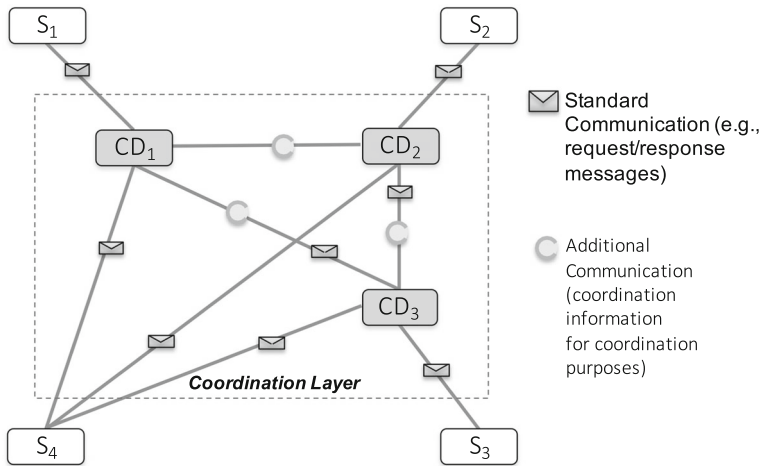 S1
S2
CD1
CD2
CD3
Coordination Layer
S4
S3
Standard
Communication (e.g.,
request/response
messages)
Additional
Communication
(coordination
information
for coordination
purposes)